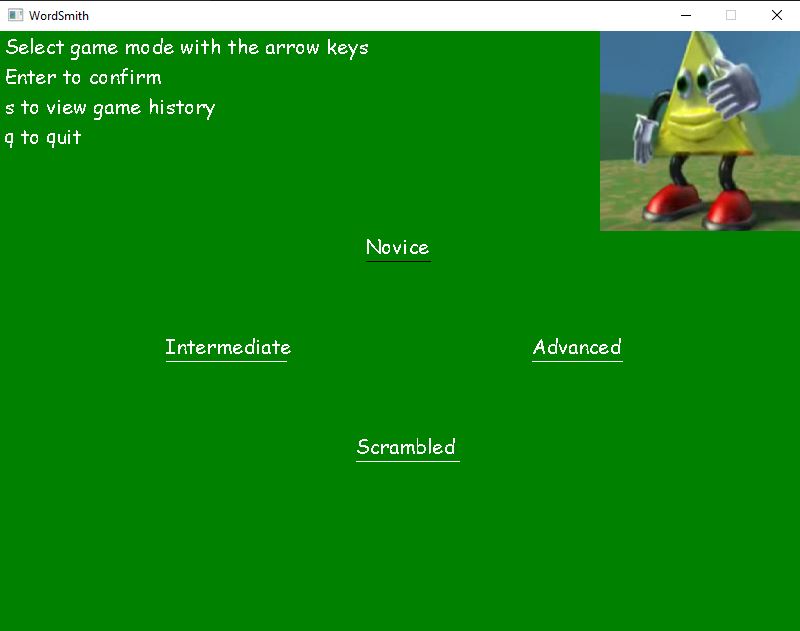 WordSmith
Select game mode with the arrow keys
Enter to confirm
s to view game history
q to quit
Novice
Intermediate Advanced
Scrambled